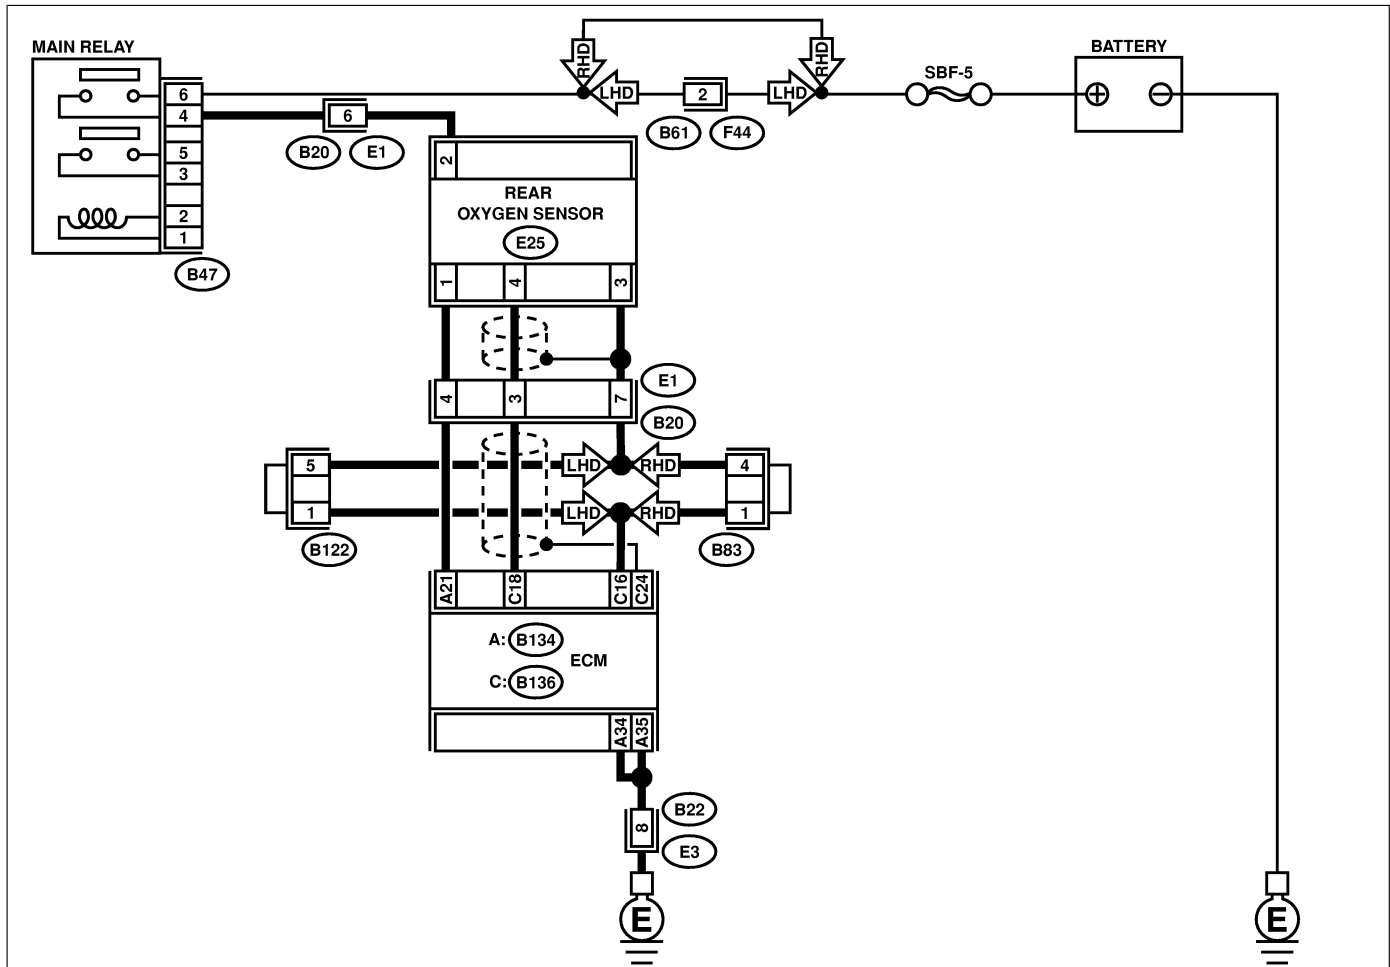 MAIN RELAY
BATTERY
SBF-5
RHD
RHD
LHD
2
LHD
6
4
5
3
2
1
6
B61
F44
B20
E1
B47
2
REAR
OXYGEN SENSOR
E25
1
4
3
E1
4
3
7
B20
5
LHD
RHD
4
1
LHD
RHD
1
B122
B83
A21
C18
C16
C24
A: B134
ECM
C: B136
A34
A35
B22
8
E3
E
E